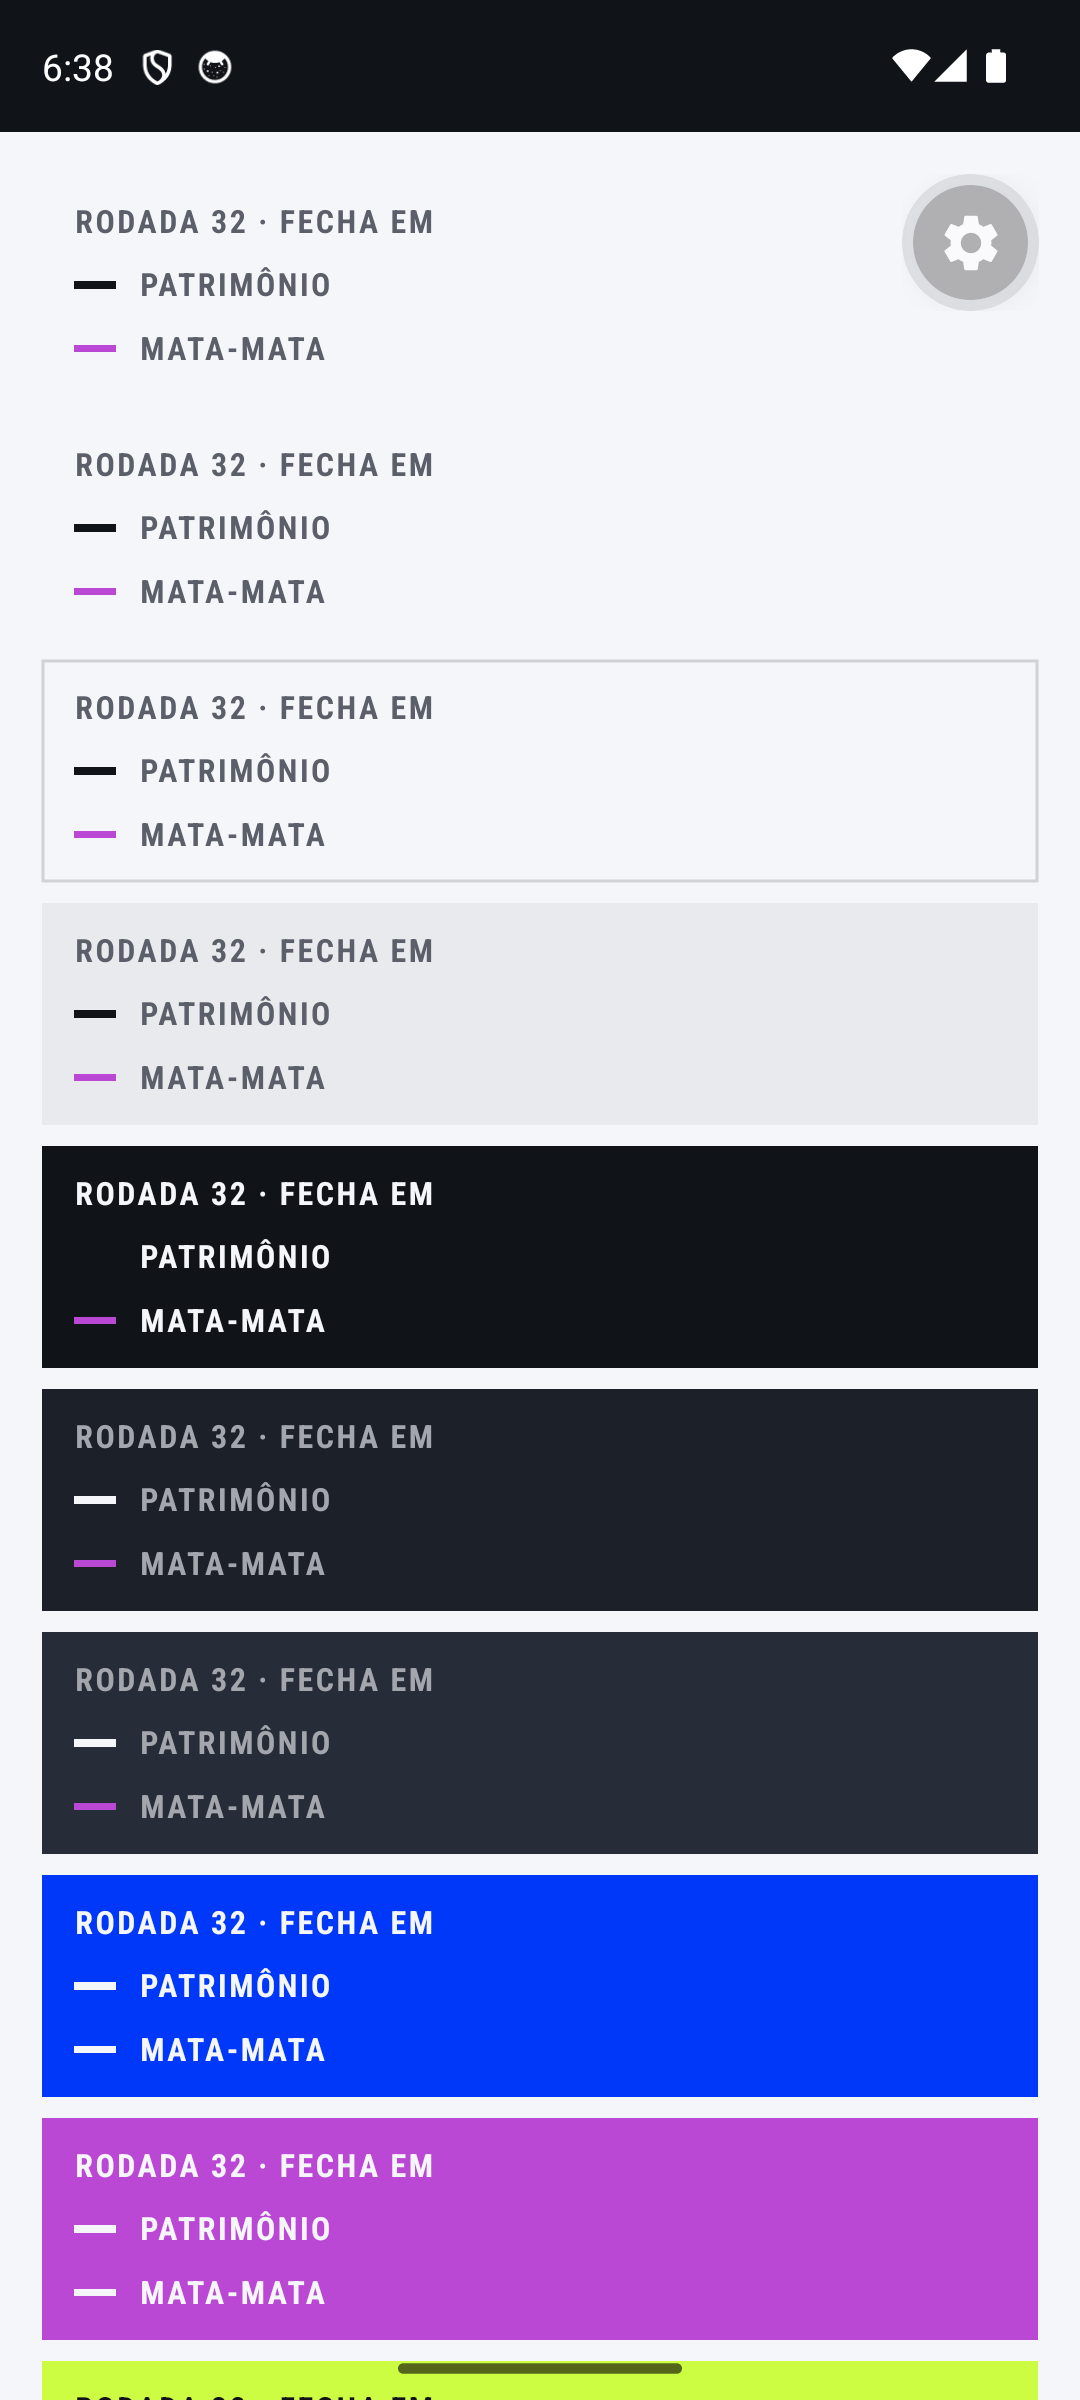 6:38
RODADA 32 · FECHA EM
PATRIMÔNIO
MATA-MATA
RODADA 32 · FECHA EM
PATRIMÔNIO
MATA-MATA
RODADA 32 · FECHA EM
PATRIMÔNIO
MATA-MATA
RODADA 32 · FECHA EM
PATRIMÔNIO
MATA-MATA
RODADA 32 · FECHA EM
PATRIMÔNIO
MATA-MATA
RODADA 32 · FECHA EM
PATRIMÔNIO
MATA-MATA
RODADA 32 · FECHA EM
PATRIMÔNIO
MATA-MATA
RODADA 32 · FECHA EM
PATRIMÔNIO
MATA-MATA
RODADA 32 · FECHA EM
PATRIMÔNIO
MATA-MATA